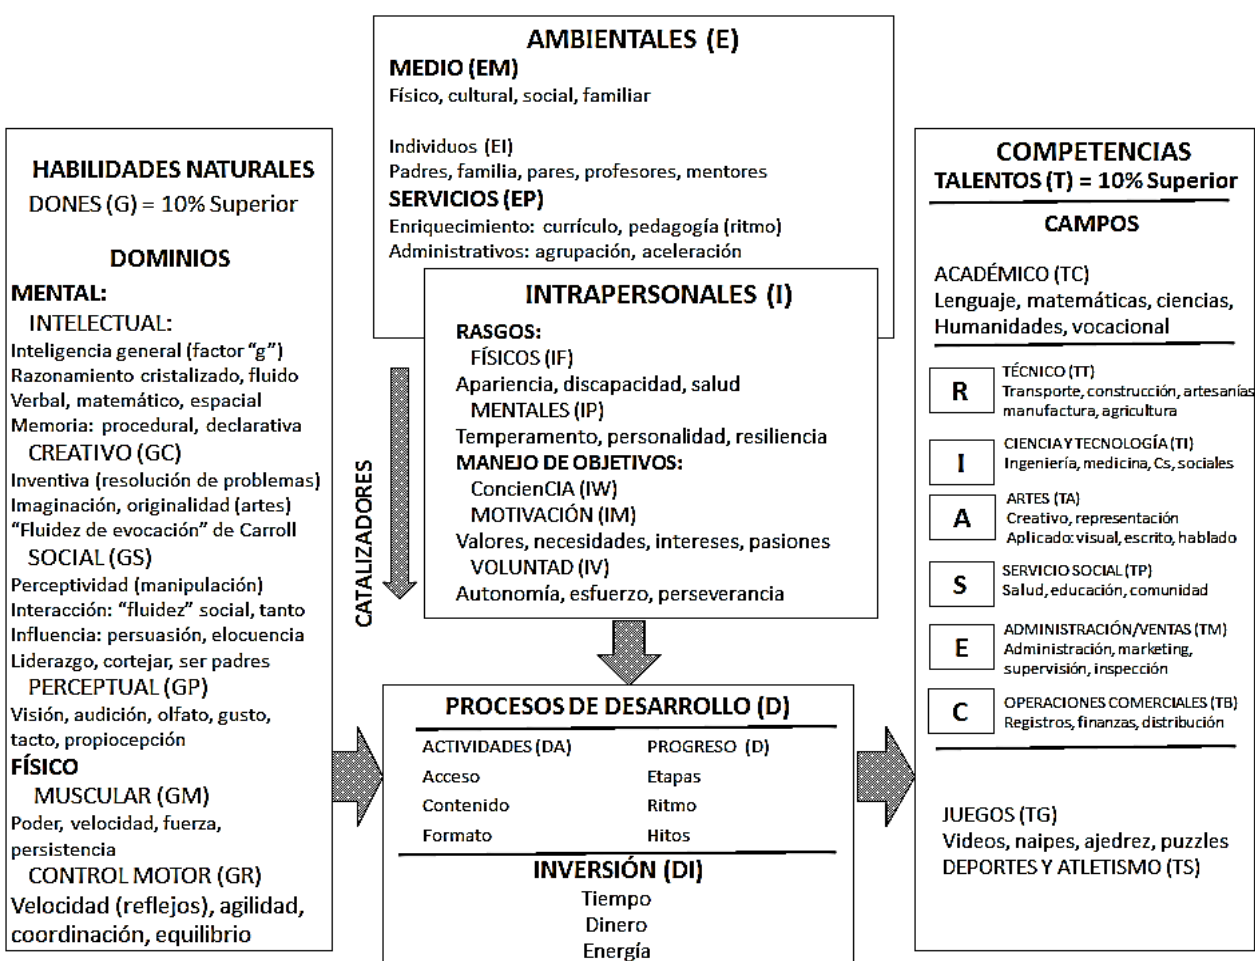 AMBIENTALES (E)
MEDIO (EM)
Físico, cultural, social, familiar
Individuos (EI)
Padres, familia, pares, profesores, mentores
SERVICIOS (EP)
Enriquecimiento: currículo, pedagogía (ritmo)
Administrativos: agrupación, aceleración
HABILIDADES NATURALES
DONES (G) = 10% Superior
DOMINIOS
MENTAL:
INTELECTUAL:
Inteligencia general (factor “g”)
Razonamiento cristalizado, fluido
Verbal, matemático, espacial
Memoria: procedural, declarativa
CREATIVO (GC)
Inventiva (resolución de problemas)
Imaginación, originalidad (artes)
“Fluidez de evocación” de Carroll
SOCIAL (GS)
Perceptividad (manipulación)
Interacción: “fluidez” social, tanto
Influencia: persuasión, elocuencia
Liderazgo, cortejar, ser padres
PERCEPTUAL (GP)
Visión, audición, olfato, gusto,
tacto, propiocepción
FÍSICO
MUSCULAR (GM)
Poder, velocidad, fuerza,
persistencia
CONTROL MOTOR (GR)
Velocidad (reflejos), agilidad,
coordinación, equilibrio
CATALIZADORES
INTRAPERSONALES (I)
RASGOS:
FÍSICOS (IF)
Apariencia, discapacidad, salud
MENTALES (IP)
Temperamento, personalidad, resiliencia
MANEJO DE OBJETIVOS:
ConcienCIA (IW)
MOTIVACIÓN (IM)
Valores, necesidades, intereses, pasiones
VOLUNTAD (IV)
Autonomía, esfuerzo, perseverancia
PROCESOS DE DESARROLLO (D)
ACTIVIDADES (DA)
Acceso
Contenido
Formato
PROGRESO (D)
Etapas
Ritmo
Hitos
INVERSIÓN (DI)
Tiempo
Dinero
Energía
COMPETENCIAS
TALENTOS (T) = 10% Superior
CAMPOS
ACADÉMICO (TC)
Lenguaje, matemáticas, ciencias,
Humanidades, vocacional
R
TÉCNICO (TT)
Transporte, construcción, artesanías
manufactura, agricultura
I
CIENCIA Y TECNOLOGÍA (TI)
Ingeniería, medicina, Cs, sociales
A
ARTES (TA)
Creativo, representación
Aplicado: visual, escrito, hablado
S
SERVICIO SOCIAL (TP)
Salud, educación, comunidad
E
ADMINISTRACIÓN/VENTAS (TM)
Administración, marketing,
supervisión, inspección
C
OPERACIONES COMERCIALES (TB)
Registros, finanzas, distribución
JUEGOS (TG)
Videos, naipes, ajedrez, puzzles
DEPORTES Y ATLETISMO (TS)